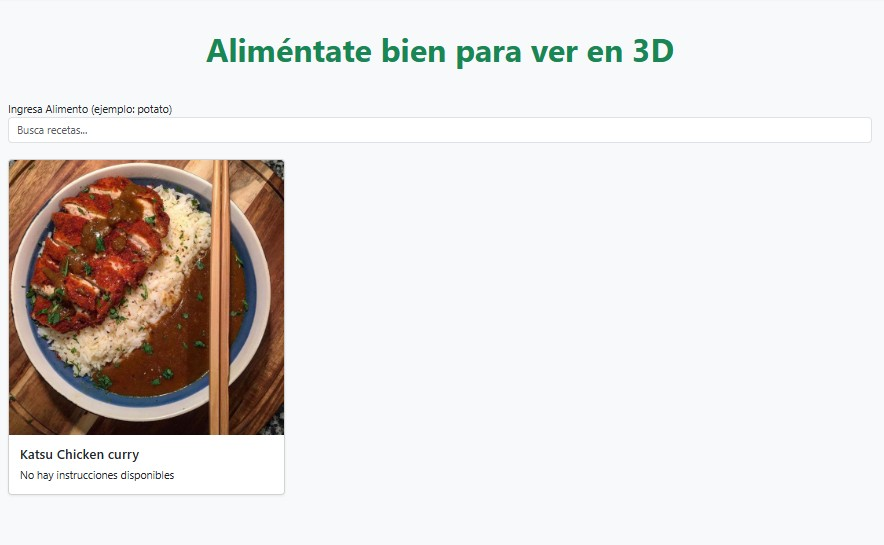 Aliméntate bien para ver en 3D
Ingresa Alimento (ejemplo: potato)
Busca recetas...
Katsu Chicken curry
No hay instrucciones disponibles